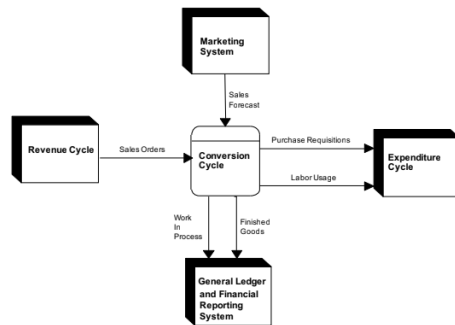 Marketing
System
Sales
Forecast
Revenue Cycle
Sales Orders
Conversion
Cycle
Purchase Requisitions
Labor Usage
Expenditure
Cycle
Work
In
Process
Finished
Goods
General Ledger
and Financial
Reporting
System